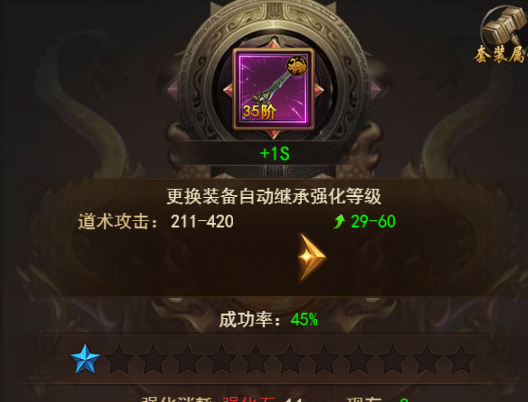 套装属
35阶
+1S
更换装备自动继承强化等级
道术攻击：211-420 29-60
成功率：45%